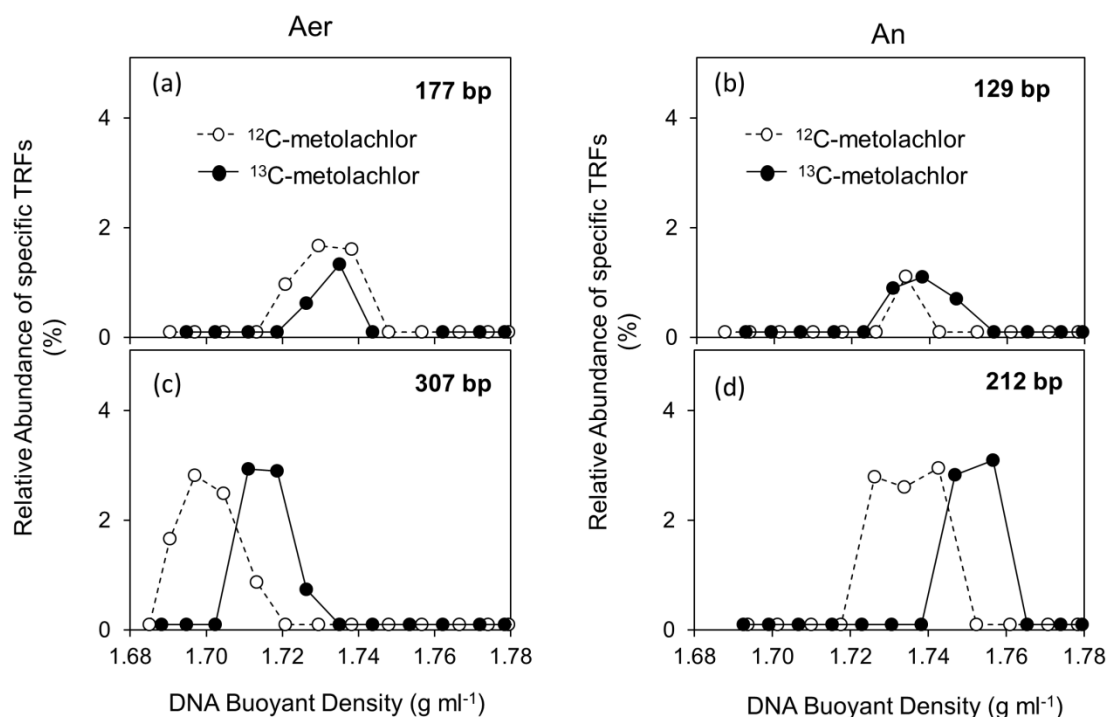 Aer
An
(a)
177 bp
¹²C-metolachlor
¹³C-metolachlor
4
2
0
(b)
129 bp
¹²C-metolachlor
¹³C-metolachlor
4
2
0
(c)
307 bp
4
2
0
1.68 1.70 1.72 1.74 1.76 1.78
(d)
212 bp
4
2
0
1.68 1.70 1.72 1.74 1.76 1.78
Relative Abundance of specific TRFs
(%)
Relative Abundance of specific TRFs
(%)
DNA Buoyant Density (g ml⁻¹)
DNA Buoyant Density (g ml⁻¹)